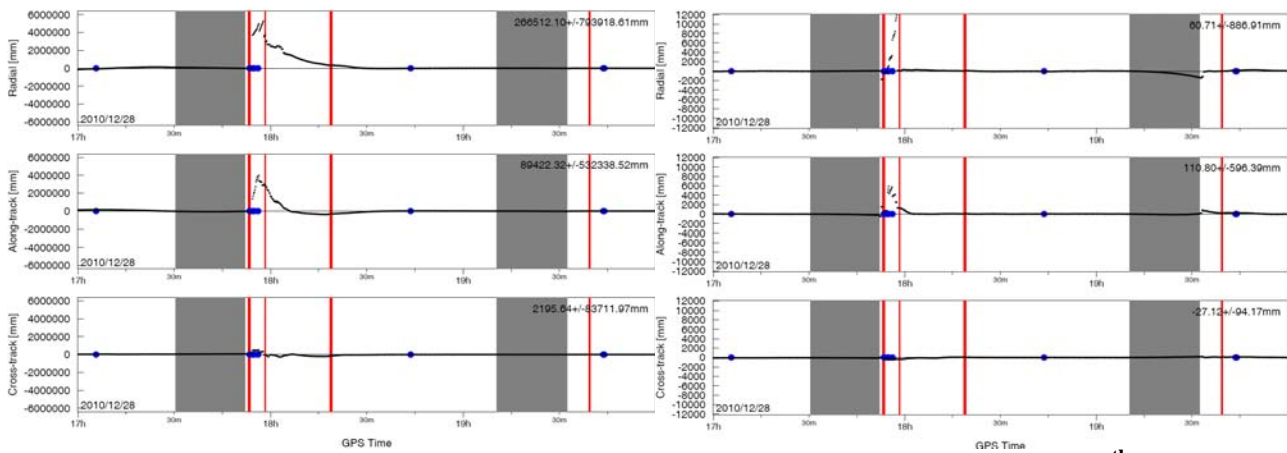 6000000
4000000
2000000
0
-2000000
-4000000
-6000000
Radial [mm]
266512.10+/-793918.61mm
2010/12/28
17h
30m
18h
30m
19h
30m
6000000
4000000
2000000
0
-2000000
-4000000
-6000000
Along-track [mm]
89422.32+/-532338.52mm
2010/12/28
17h
30m
18h
30m
19h
30m
6000000
4000000
2000000
0
-2000000
-4000000
-6000000
Cross-track [mm]
2195.64+/-83711.97mm
2010/12/28
17h
30m
18h
30m
19h
30m
GPS Time
12000
10000
8000
6000
4000
2000
0
-2000
-4000
-6000
-8000
-10000
-12000
Radial [mm]
60.71+/-886.91mm
2010/12/28
17h
30m
18h
30m
19h
30m
12000
10000
8000
6000
4000
2000
0
-2000
-4000
-6000
-8000
-10000
-12000
Along-track [mm]
110.80+/-596.39mm
2010/12/28
17h
30m
18h
30m
19h
30m
12000
10000
8000
6000
4000
2000
0
-2000
-4000
-6000
-8000
-10000
-12000
Cross-track [mm]
-27.12+/-94.17mm
2010/12/28
17h
30m
18h
30m
19h
30m
GPS Time
th